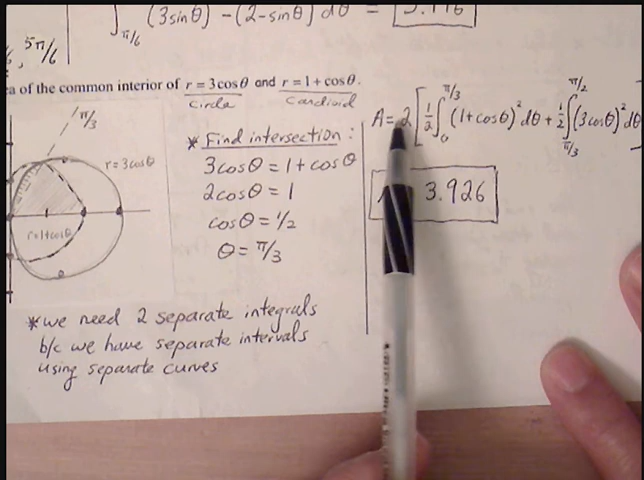 ∫π/6 (3sinθ) - (2-sinθ) dθ =
5π/6
ea of the common interior of r = 3cosθ and r = 1 + cosθ.
Circle Cardioid
π/3
r = 3cosθ
r=1+cosθ
* Find intersection :
3cosθ = 1 + cosθ
2cosθ = 1
cosθ = 1/2
θ = π/3
*we need 2 separate integrals
b/c we have separate intervals
using separate curves
A = 2 [ 1/2 ∫₀^π/3 (1+cosθ)² dθ + 1/2 ∫π/3^π/2 (3cosθ)² dθ
3.926